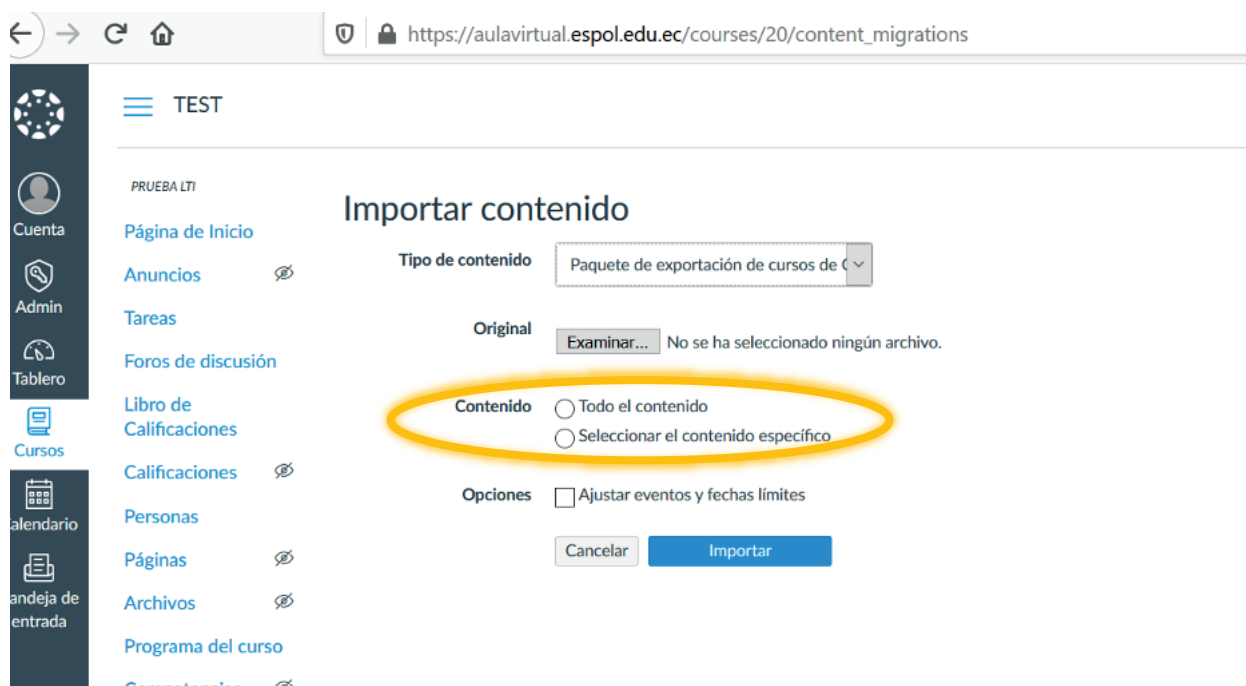 https://aulavirtual.espol.edu.ec/courses/20/content_migrations
TEST
Cuenta
Admin
Tablero
Cursos
alendario
andeja de
entrada
PRUEBA LTI
Página de Inicio
Anuncios
Tareas
Foros de discusión
Libro de
Calificaciones
Calificaciones
Personas
Páginas
Archivos
Programa del curso
Importar contenido
Tipo de contenido
Paquete de exportación de cursos de
Original
Examinar... No se ha seleccionado ningún archivo.
Contenido
Todo el contenido
Seleccionar el contenido específico
Opciones
Ajustar eventos y fechas límites
Cancelar
Importar